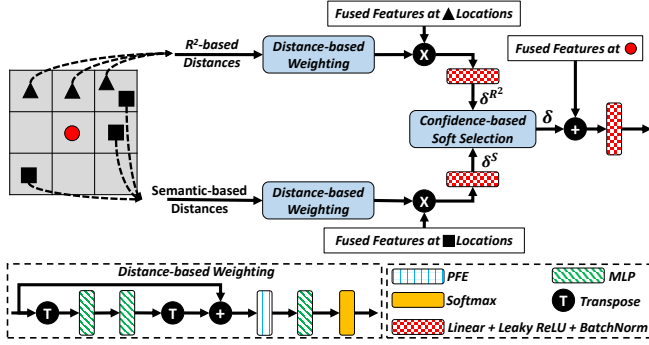 Fused Features at ▲ Locations
R²-based
Distances
Distance-based
Weighting
X
Fused Features at ●
δ^{R²}
Confidence-based
Soft Selection
δ
+
δ^S
Semantic-based
Distances
Distance-based
Weighting
X
Fused Features at ■ Locations
Distance-based Weighting
T
T
+
PFE
MLP
Softmax
T
Transpose
Linear + Leaky ReLU + BatchNorm